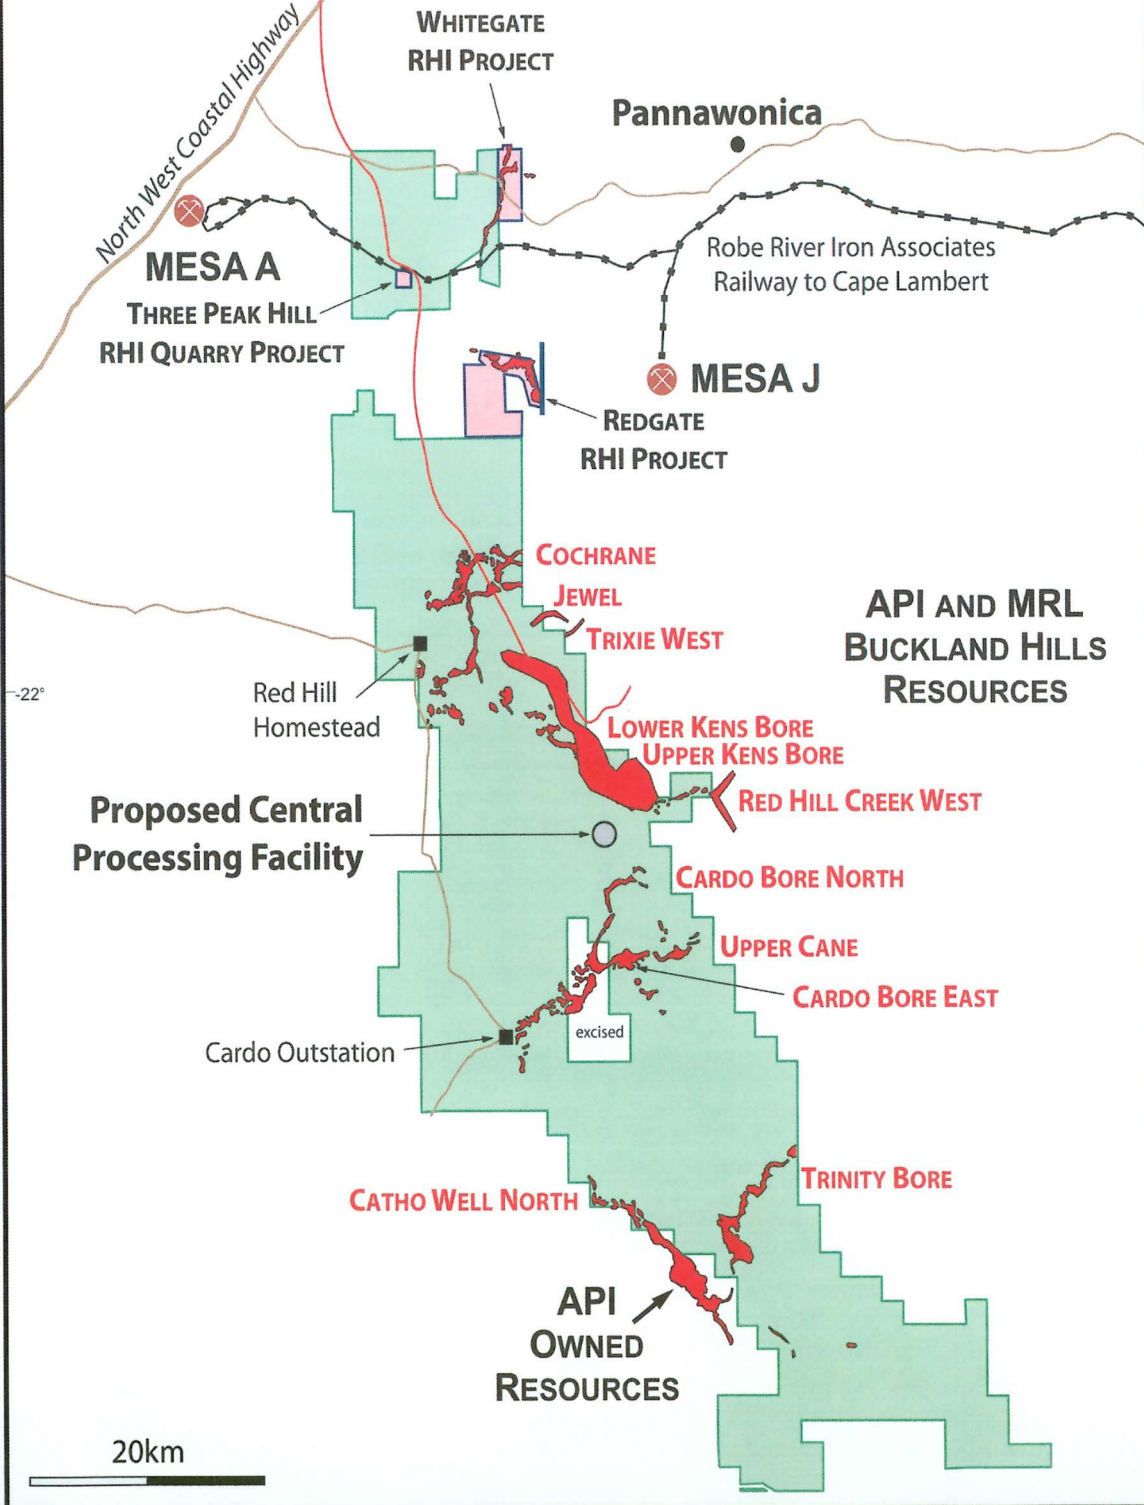 WHITEGATE
RHI PROJECT
North West Coastal Highway
Pannawonica
MESA A
THREE PEAK HILL
RHI QUARRY PROJECT
Robe River Iron Associates
Railway to Cape Lambert
MESA J
REDGATE
RHI PROJECT
COCHRANE
JEWEL
TRIXIE WEST
API AND MRL
BUCKLAND HILLS
RESOURCES
-22°
Red Hill
Homestead
LOWER KENS BORE
UPPER KENS BORE
RED HILL CREEK WEST
Proposed Central
Processing Facility
CARDO BORE NORTH
UPPER CANE
CARDO BORE EAST
excised
Cardo Outstation
TRINITY BORE
CATHO WELL NORTH
API
OWNED
RESOURCES
20km